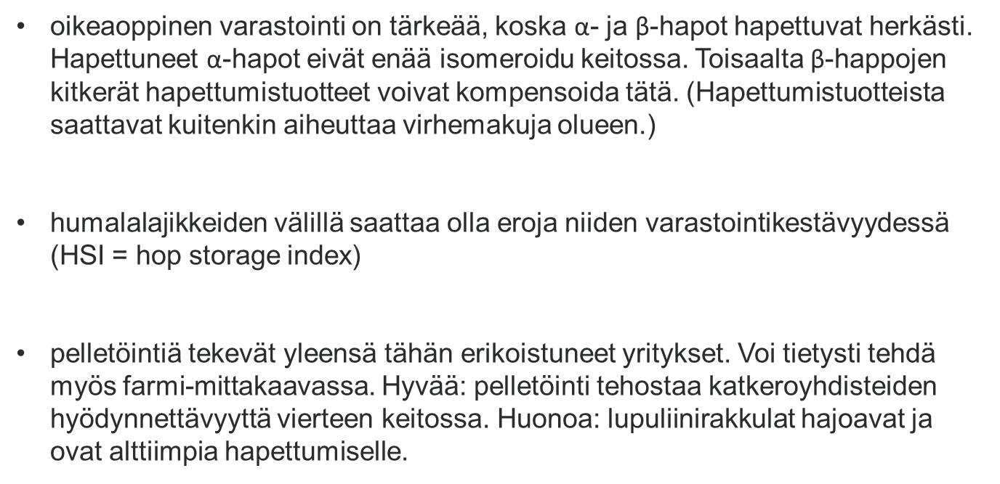 • oikeaoppinen varastointi on tärkeää, koska α- ja β-hapot hapettuvat herkästi.
Hapettuneet α-hapot eivät enää isomeroidu keitossa. Toisaalta β-happojen
kitkerät hapettumistuotteet voivat kompensoida tätä. (Hapettumistuotteista
saattavat kuitenkin aiheuttaa virhemakuja olueen.)
• humalalajikkeiden välillä saattaa olla eroja niiden varastointikestävyydessä
(HSI = hop storage index)
• pelletöintiä tekevät yleensä tähän erikoistuneet yritykset. Voi tietysti tehdä
myös farmi-mittakaavassa. Hyvää: pelletöinti tehostaa katkeroyhdisteiden
hyödynnettävyyttä vierteen keitossa. Huonoa: lupuliinirakkulat hajoavat ja
ovat alttiimpia hapettumiselle.